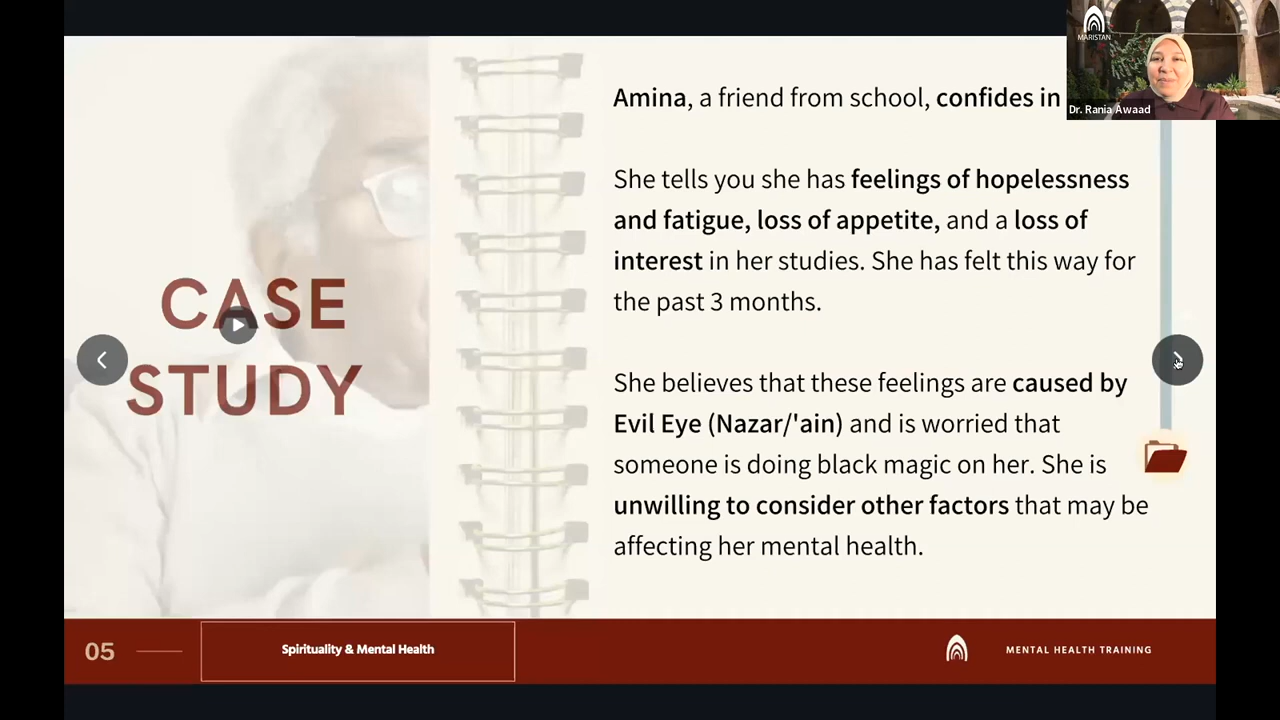 MARISTAN
Dr. Rania Awaad
Amina, a friend from school, confides in
She tells you she has feelings of hopelessness
and fatigue, loss of appetite, and a loss of
interest in her studies. She has felt this way for
the past 3 months.
CASE
STUDY
She believes that these feelings are caused by
Evil Eye (Nazar/'ain) and is worried that
someone is doing black magic on her. She is
unwilling to consider other factors that may be
affecting her mental health.
05
Spirituality & Mental Health
MENTAL HEALTH TRAINING